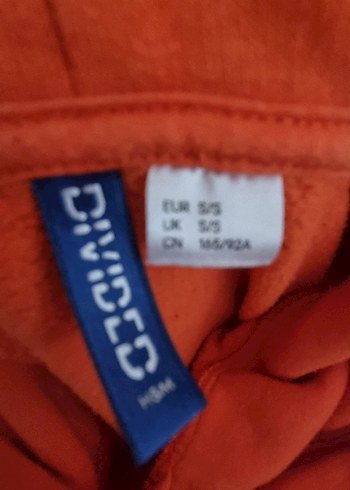 DIVIDED
H&M
EUR S/S
UK S/S
CN 165/92A